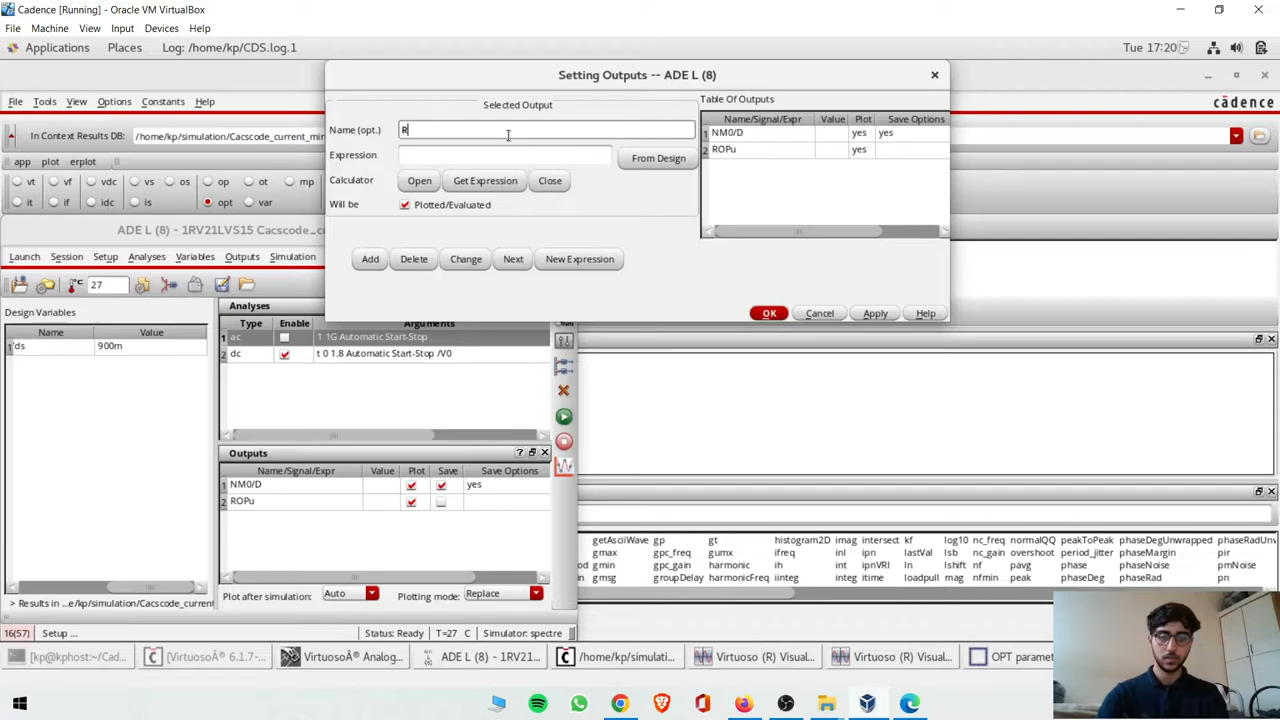 Cadence [Running] - Oracle VM VirtualBox
File Machine View Input Devices Help
Applications Places Log: /home/kp/CDS.log.1 Tue 17:20
Setting Outputs -- ADE L (8)
File Tools View Options Constants Help
cādence
In Context Results DB: /home/kp/simulation/Cacscode_current_mir
app plot erplot
vt vf vdc vs os op ot mp
it if idc is opt var
Selected Output
Name (opt.) R
Expression From Design
Calculator Open Get Expression Close
Will be Plotted/Evaluated
Add Delete Change Next New Expression
OK Cancel Apply Help
Table Of Outputs
Name/Signal/Expr Value Plot Save Options
1 NM0/D yes yes
2 ROPu yes
ADE L (8) - 1RV21LVS15 Cacscode_c
Launch Session Setup Analyses Variables Outputs Simulation
27
Design Variables
Name Value
1 'ds 900m
Analyses
Type Enable Arguments
1 ac 1 1G Automatic Start-Stop
2 dc t 0 1.8 Automatic Start-Stop /V0
Outputs
Name/Signal/Expr Value Plot Save Save Options
1 NM0/D yes
2 ROPu
Plot after simulation: Auto Plotting mode: Replace
> Results in ...e/kp/simulation/Cacscode_current
16(57) Setup ... Status: Ready T=27 C Simulator: spectre
getAsciiWave gp gt histogram2D imag intersect kf log10 nc_freq normalQQ peakToPeak phaseDegUnwrapped phaseRadUnv
gmax gpc_freq gumx ifreq inl ipn lastVal lsb nc_gain overshoot period_jitter phaseMargin pir
gmin gpc_gain harmonic ih ipnVRI ln lshift nf pavg phase phaseNoise pmNoise
gmsg groupDelay harmonicFreq iinteg itime loadpull mag nfmin peak phaseDeg phaseRad pn
[kp@kphost:~/Cad... [VirtuosoÂ® 6.1.7-... VirtuosoÂ® Analog... ADE L (8) - 1RV21... /home/kp/simulati... Virtuoso (R) Visual... Virtuoso (R) Visual... OPT parame